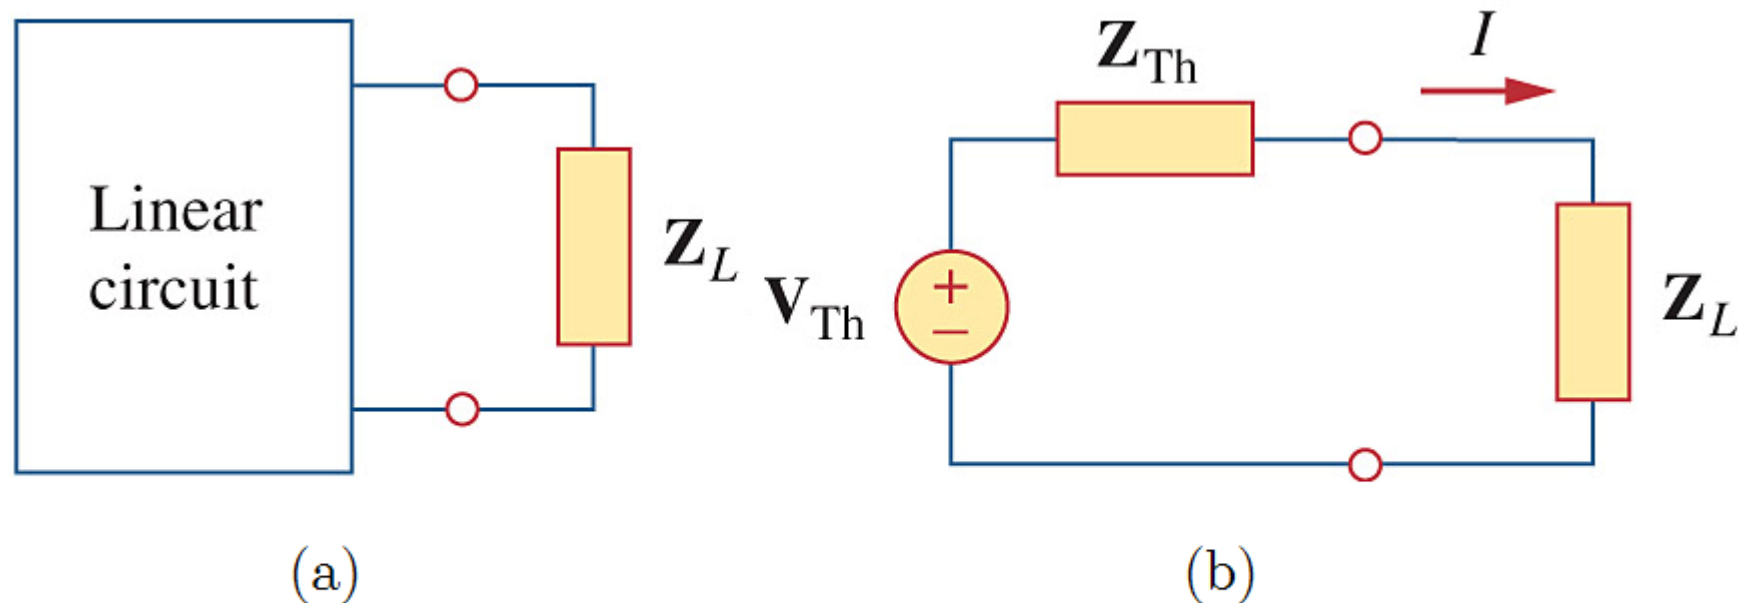 Linear
circuit
Z_L
(a)
Z_Th
I
V_Th
+
−
Z_L
(b)